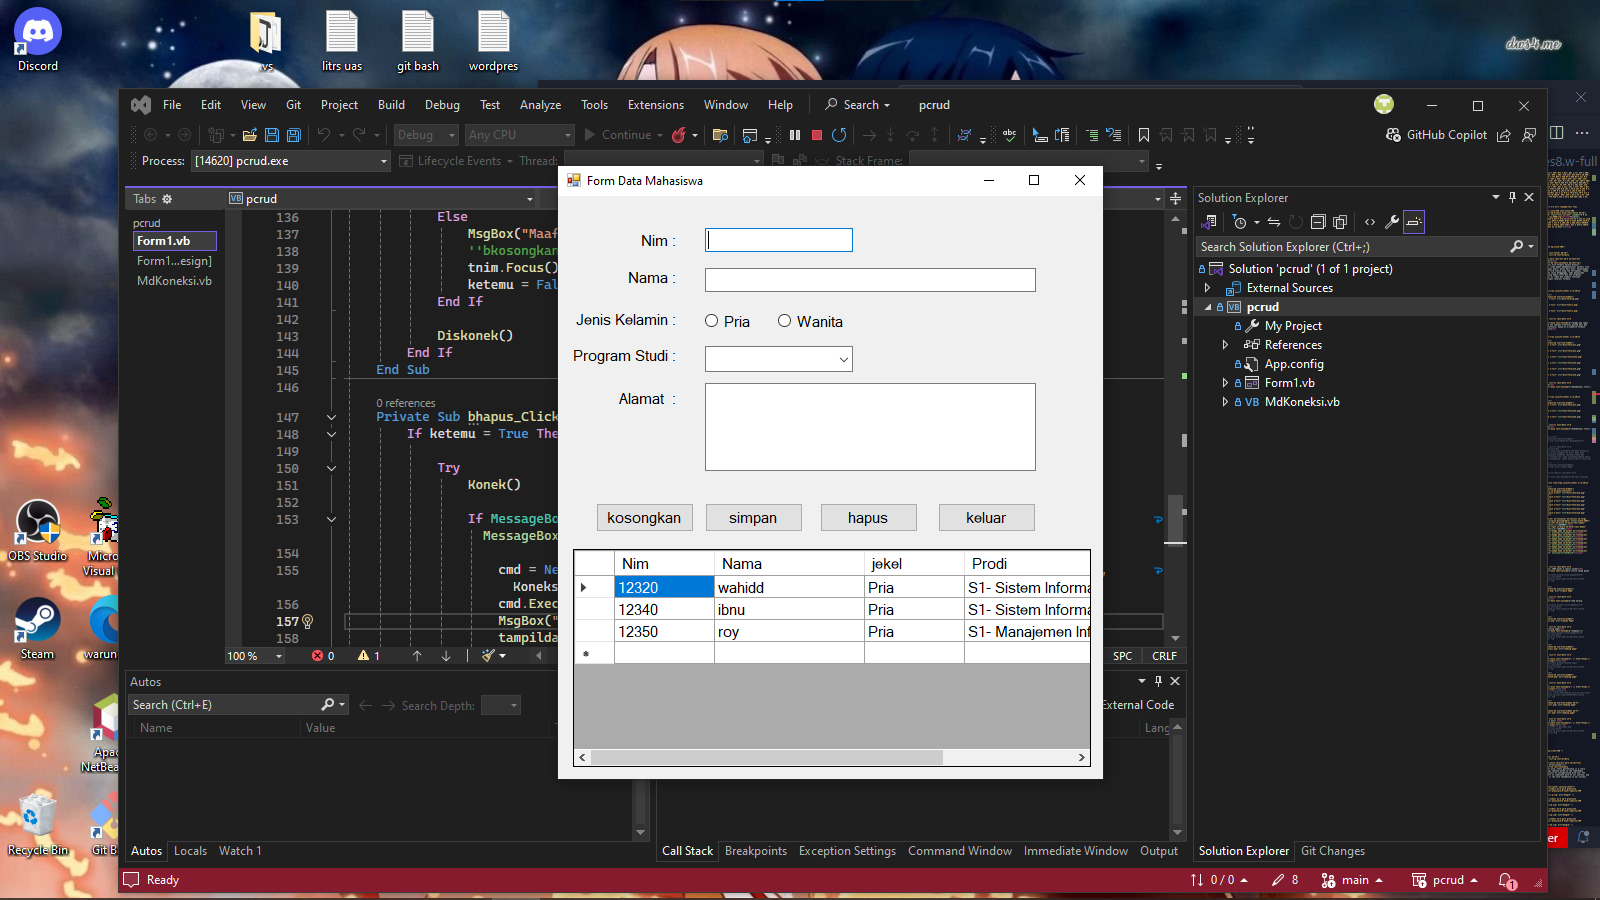 Discord
.vs
litrs uas
git bash
wordpres
dws4.me
File Edit View Git Project Build Debug Test Analyze Tools Extensions Window Help Search pcrud
Debug Any CPU Continue GitHub Copilot
Process: [14620] pcrud.exe Lifecycle Events Thread: Stack Frame:
Tabs
pcrud
Form1.vb
Form1...esign]
MdKoneksi.vb
VB pcrud
136 Else
137 MsgBox("Maaf
138 ''bkosongkan
139 tnim.Focus()
140 ketemu = Fal
141 End If
142
143 Diskonek()
144 End If
145 End Sub
146
0 references
147 Private Sub bhapus_Click
148 If ketemu = True The
149
150 Try
151 Konek()
152
153 If MessageBo
MessageBox
154
155 cmd = Ne
Koneks
156 cmd.Exec
157 MsgBox("
158 tampilda
100 % 0 1 SPC CRLF
Form Data Mahasiswa
Nim :
Nama :
Jenis Kelamin : Pria Wanita
Program Studi :
Alamat :
kosongkan simpan hapus keluar
Nim Nama jekel Prodi
12320 wahidd Pria S1- Sistem Informa
12340 ibnu Pria S1- Sistem Informa
12350 roy Pria S1- Manajemen Inf
Solution Explorer
Search Solution Explorer (Ctrl+;)
Solution 'pcrud' (1 of 1 project)
External Sources
VB pcrud
My Project
References
App.config
Form1.vb
VB MdKoneksi.vb
Autos
Search (Ctrl+E) Search Depth:
Name Value
External Code
Lang
Autos Locals Watch 1
Call Stack Breakpoints Exception Settings Command Window Immediate Window Output
Solution Explorer Git Changes
Ready 0 / 0 8 main pcrud 1
OBS Studio
Micro
Visual
Steam
warun
Apac
NetBea
Recycle Bin
Git B
es8.w-full
er